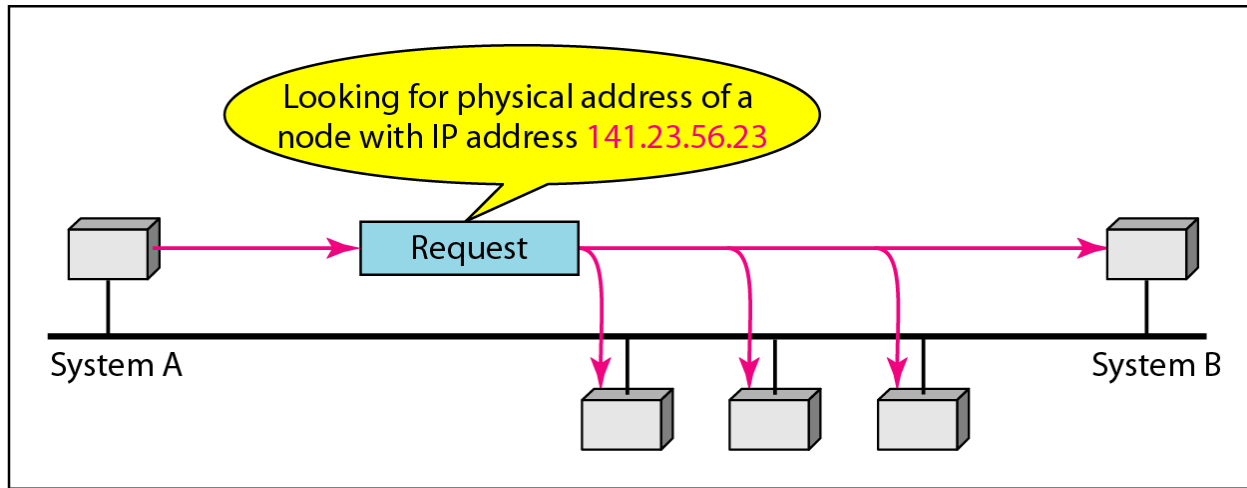 Looking for physical address of a
node with IP address 141.23.56.23
Request
System A
System B